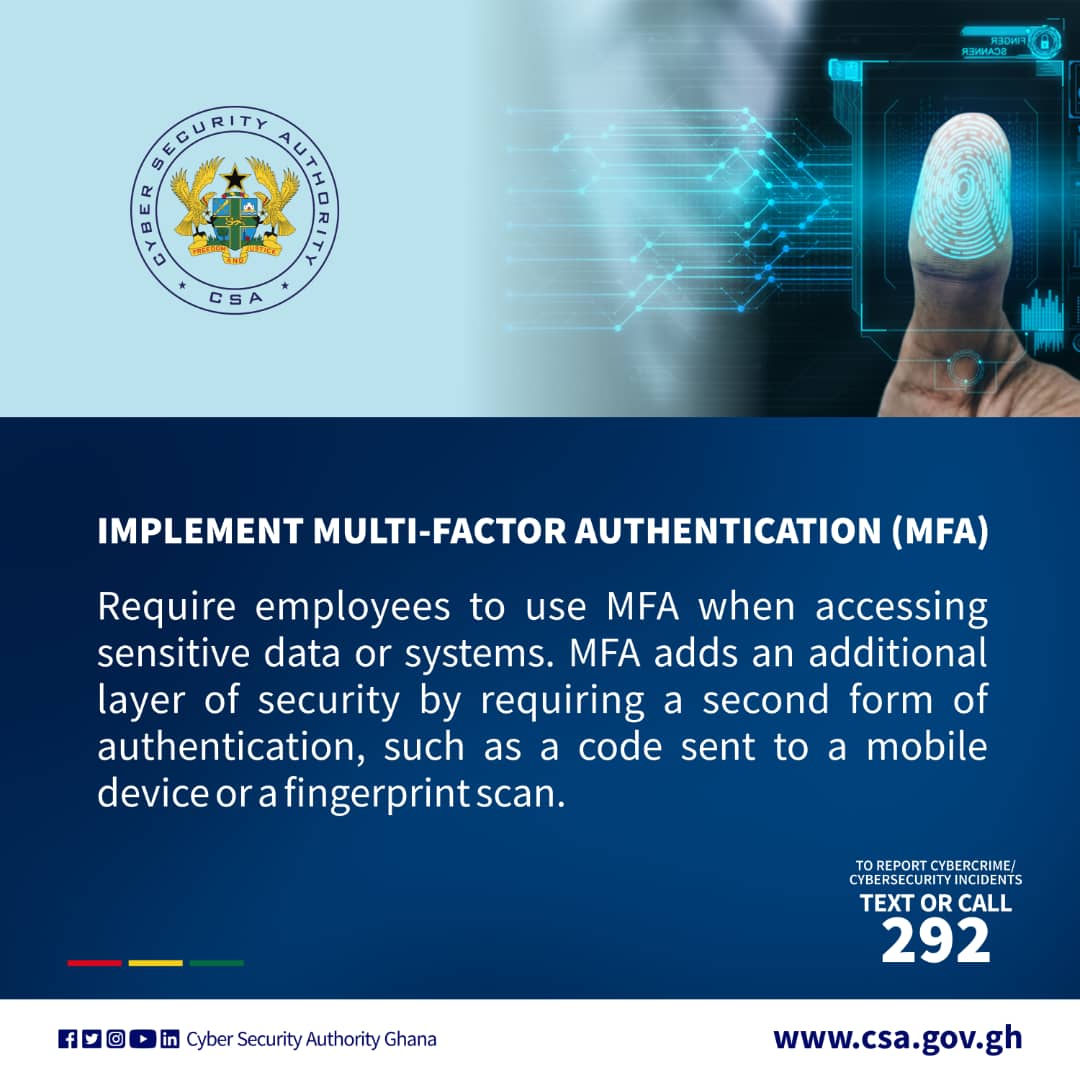 CYBER SECURITY AUTHORITY
FREEDOM AND JUSTICE
CSA
FINGER
SCANNER
IMPLEMENT MULTI-FACTOR AUTHENTICATION (MFA)
Require employees to use MFA when accessing
sensitive data or systems. MFA adds an additional
layer of security by requiring a second form of
authentication, such as a code sent to a mobile
device or a fingerprint scan.
TO REPORT CYBERCRIME/
CYBERSECURITY INCIDENTS
TEXT OR CALL
292
Cyber Security Authority Ghana
www.csa.gov.gh